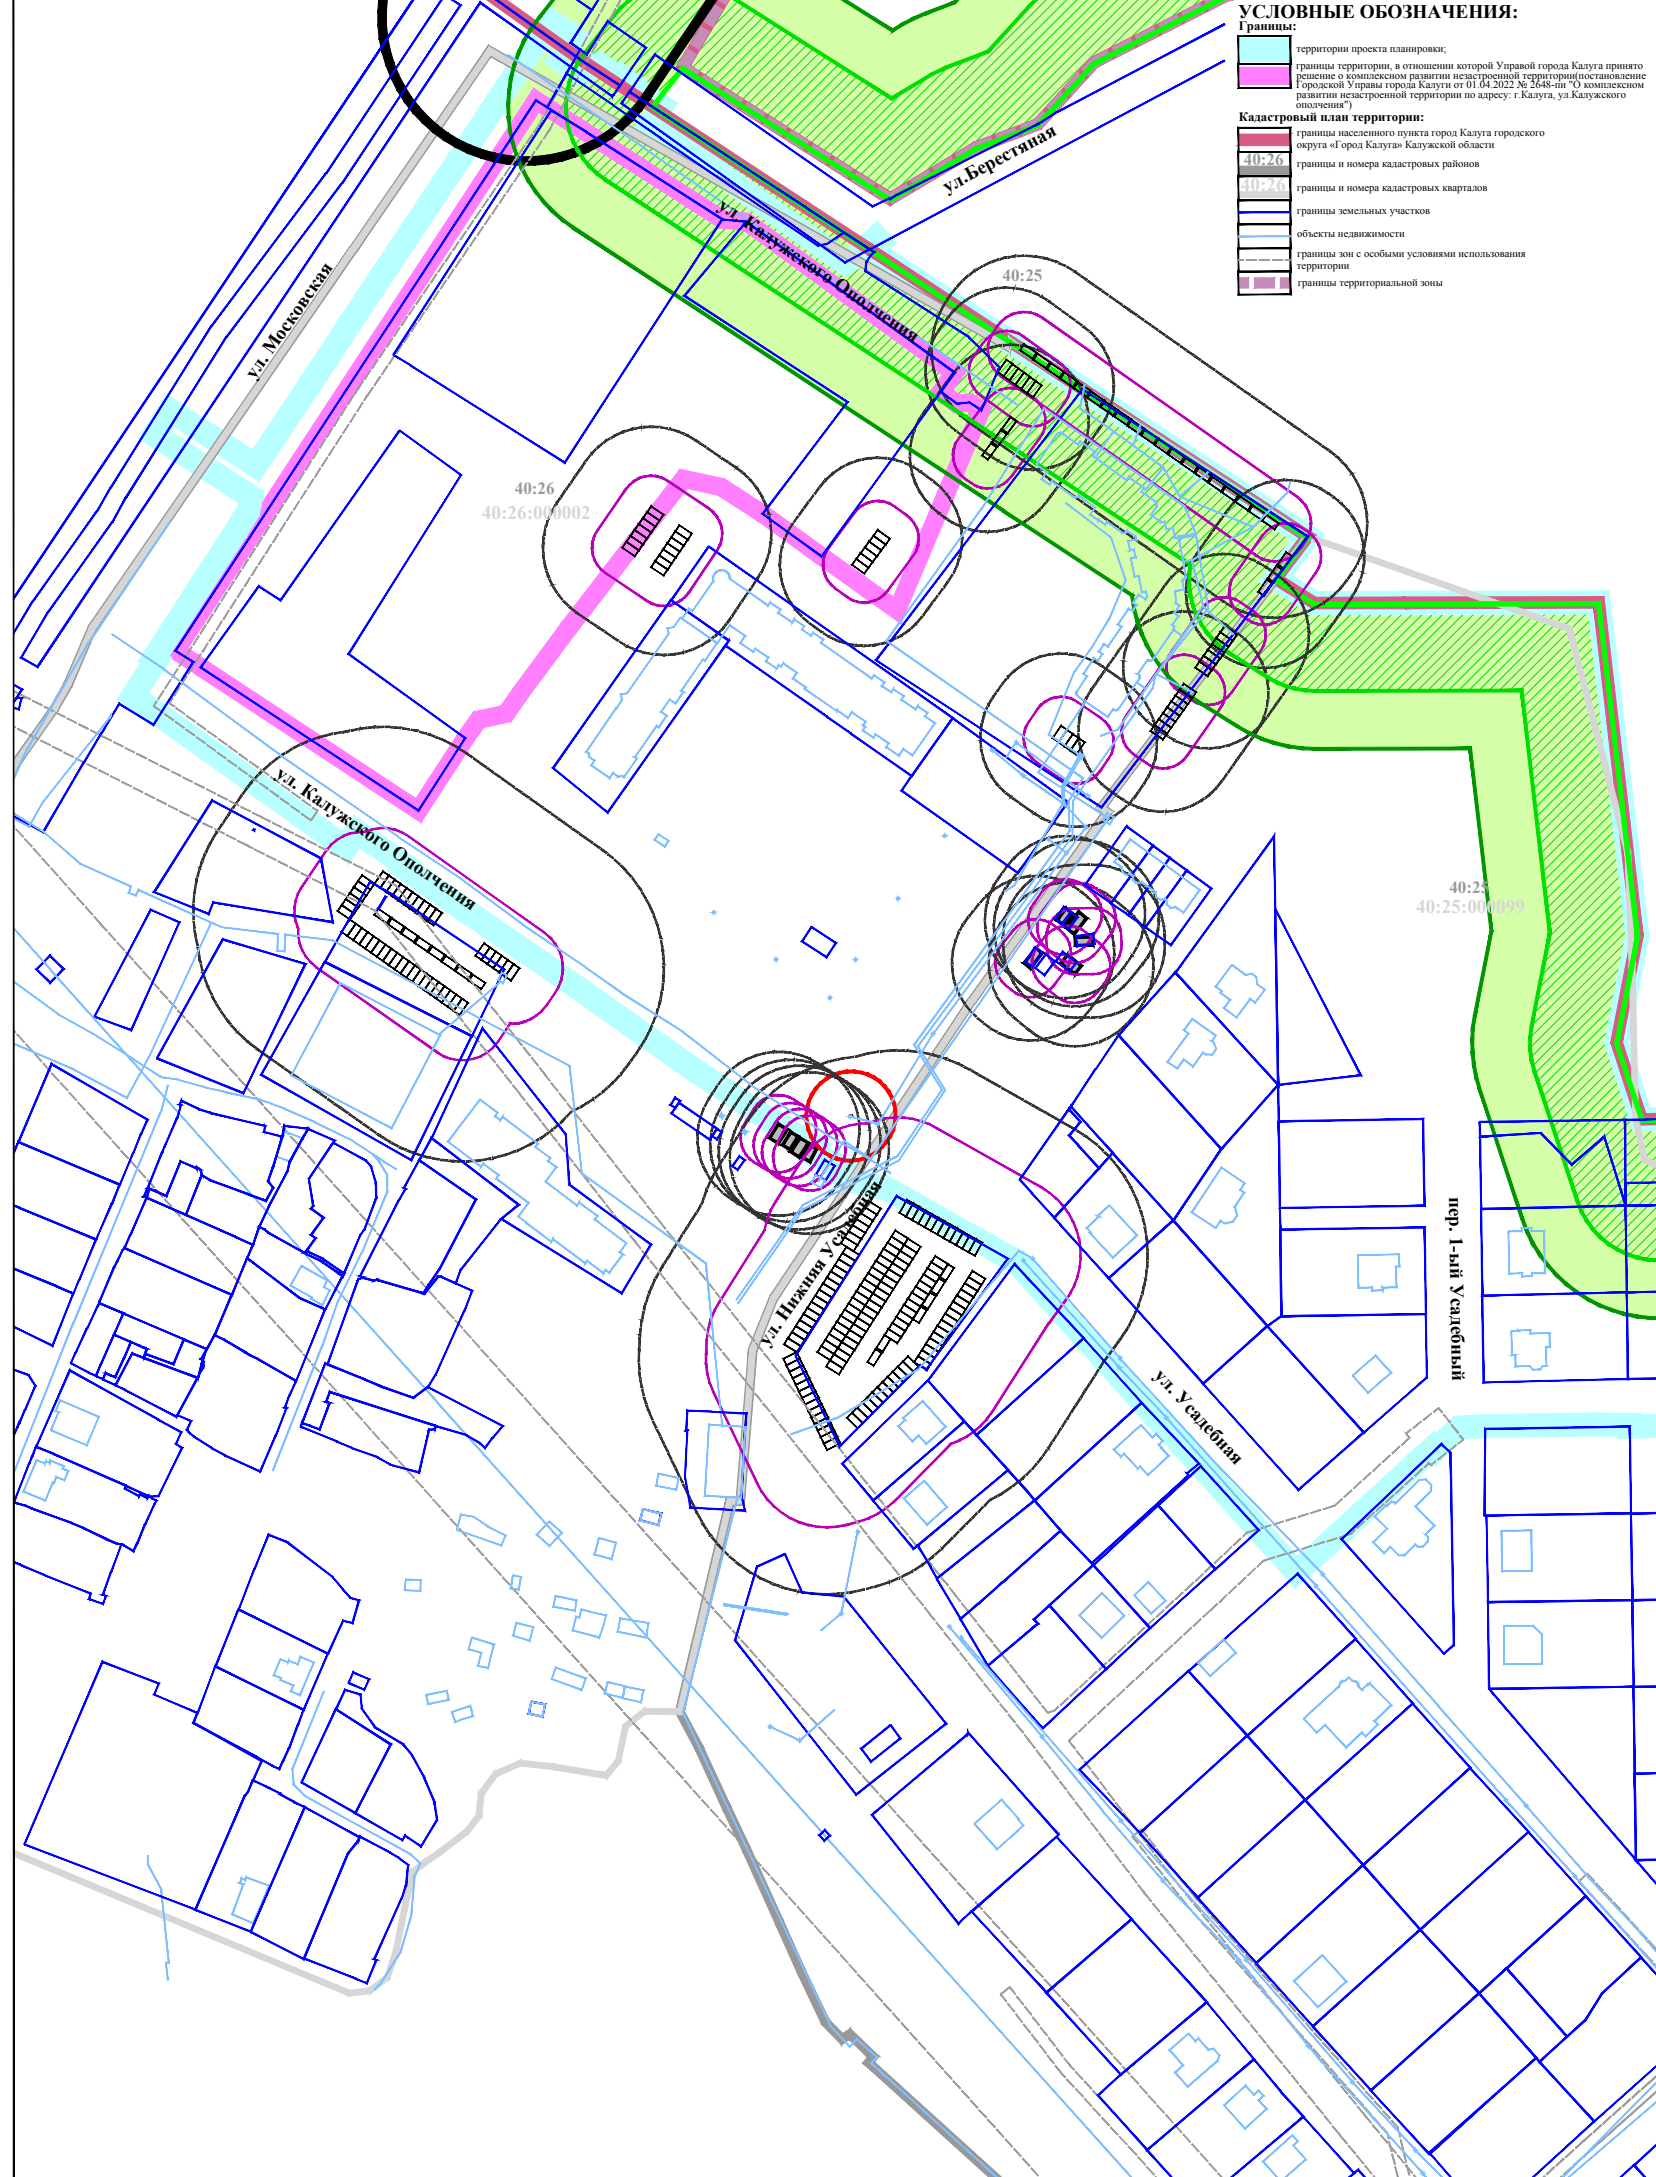 УСЛОВНЫЕ ОБОЗНАЧЕНИЯ:
Границы:
территории проекта планировки;
границы территории, в отношении которой Управой города Калуга принято
решение о комплексном развитии незастроенной территории(постановление
Городской Управы города Калуги от 01.04.2022 № 2648-пи "О комплексном
развитии незастроенной территории по адресу: г.Калуга, ул.Калужского
ополчения")
Кадастровый план территории:
границы населенного пункта город Калуга городского
округа «Город Калуга» Калужской области
40:26
границы и номера кадастровых районов
40:26
границы и номера кадастровых кварталов
границы земельных участков
объекты недвижимости
границы зон с особыми условиями использования
территории
границы территориальной зоны
ул.Берестяная
ул. Калужского Ополчения
ул. Московская
40:25
40:26
40:26:000002
ул. Калужского Ополчения
40:25
40:25:000099
ул. Нижняя Усадебная
пер. 1-ый Усадебный
ул. Усадебная